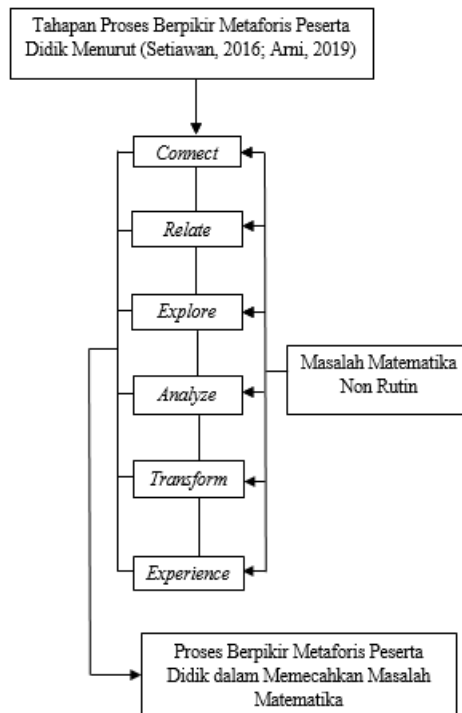 Tahapan Proses Berpikir Metaforis Peserta
Didik Menurut (Setiawan, 2016; Arni, 2019)
Connect
Relate
Explore
Masalah Matematika
Non Rutin
Analyze
Transform
Experience
Proses Berpikir Metaforis Peserta
Didik dalam Memecahkan Masalah
Matematika